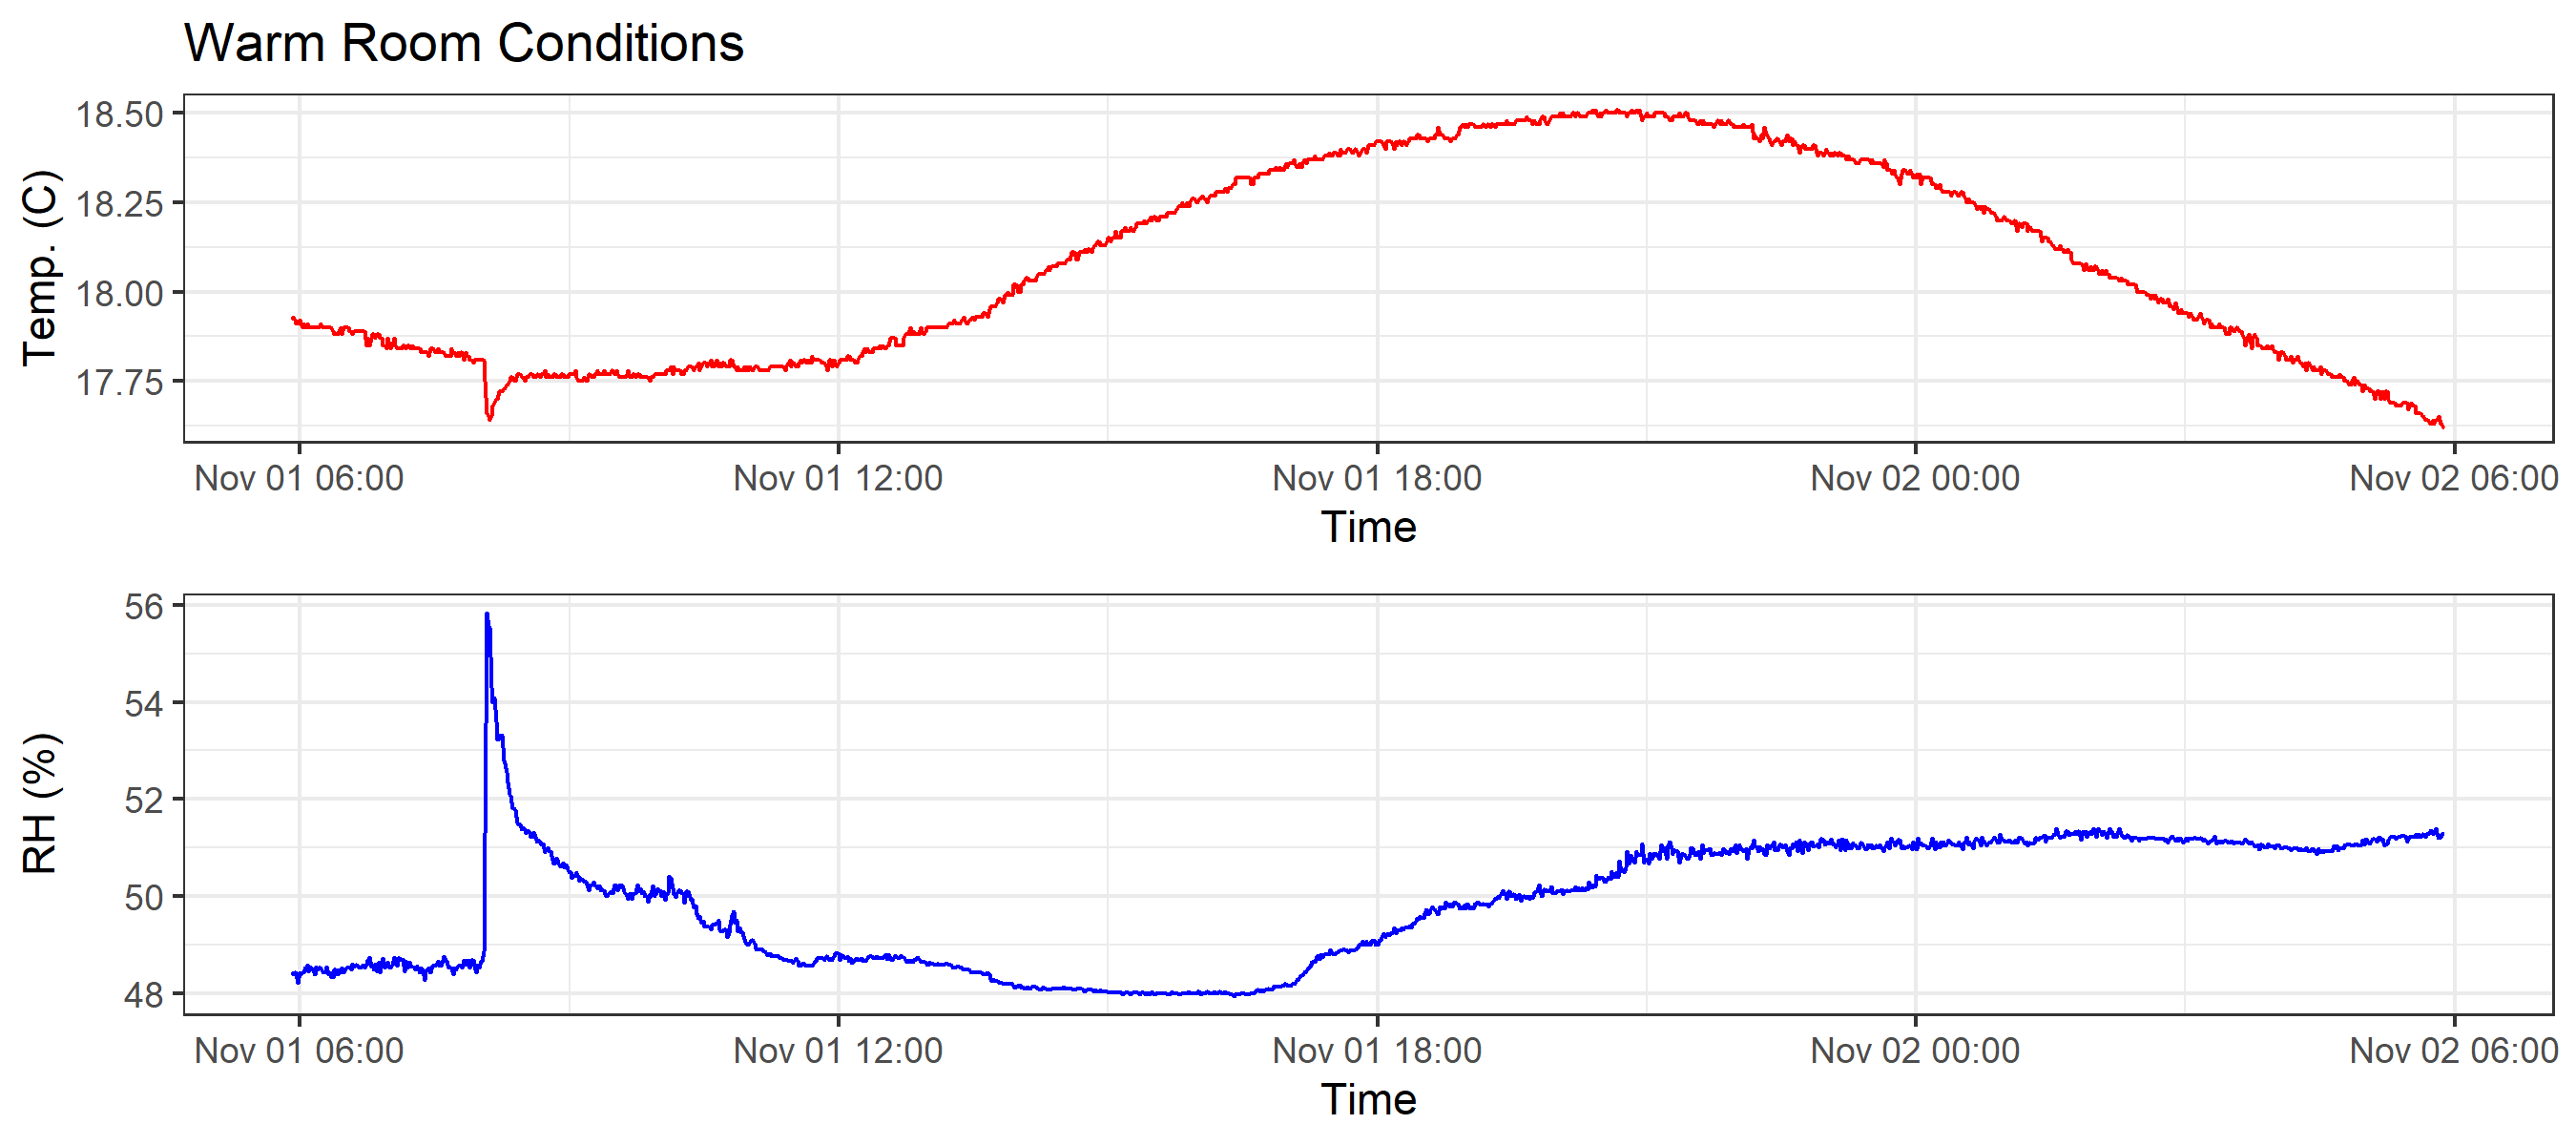 Warm Room Conditions
Temp. (C)
18.50
18.25
18.00
17.75
Nov 01 06:00 Nov 01 12:00 Nov 01 18:00 Nov 02 00:00 Nov 02 06:00
Time
RH (%)
56
54
52
50
48
Nov 01 06:00 Nov 01 12:00 Nov 01 18:00 Nov 02 00:00 Nov 02 06:00
Time